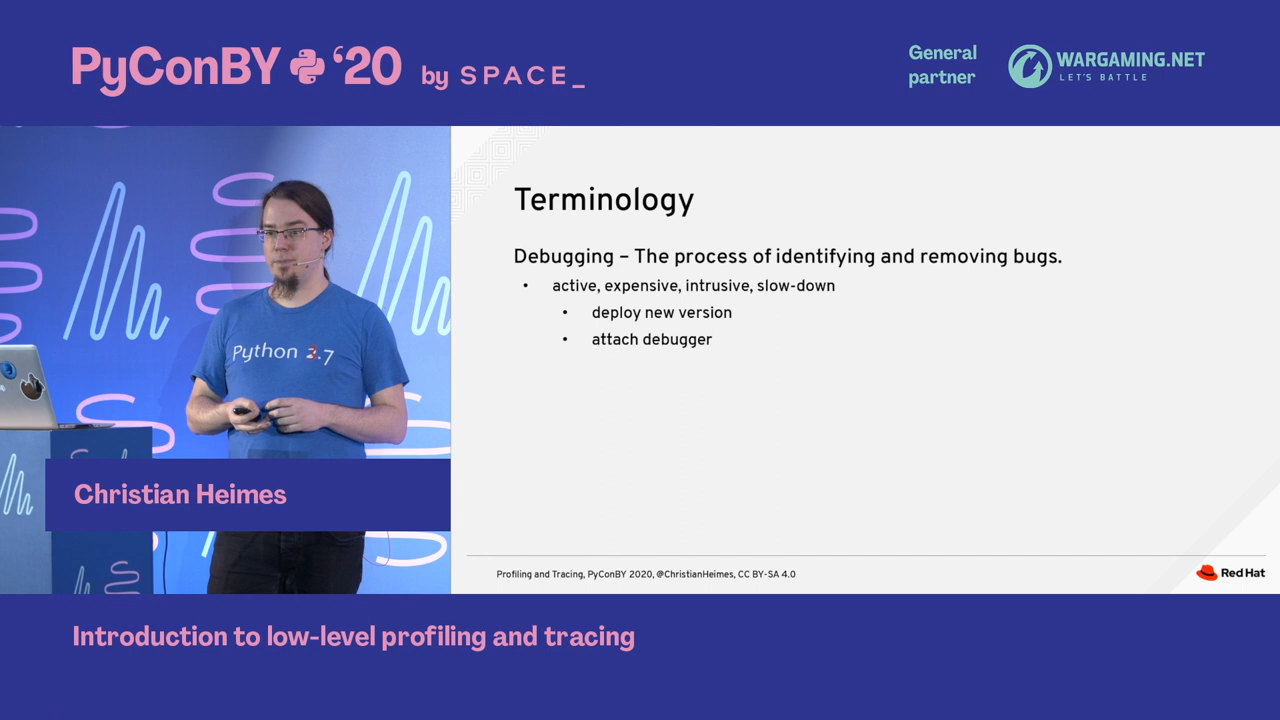 PyConBY '20 by SPACE_
General
partner
WARGAMING.NET
LET'S BATTLE
Python 3.7
Christian Heimes
Terminology
Debugging – The process of identifying and removing bugs.
• active, expensive, intrusive, slow-down
• deploy new version
• attach debugger
Profiling and Tracing, PyConBY 2020, @ChristianHeimes, CC BY-SA 4.0
Red Hat
Introduction to low-level profiling and tracing